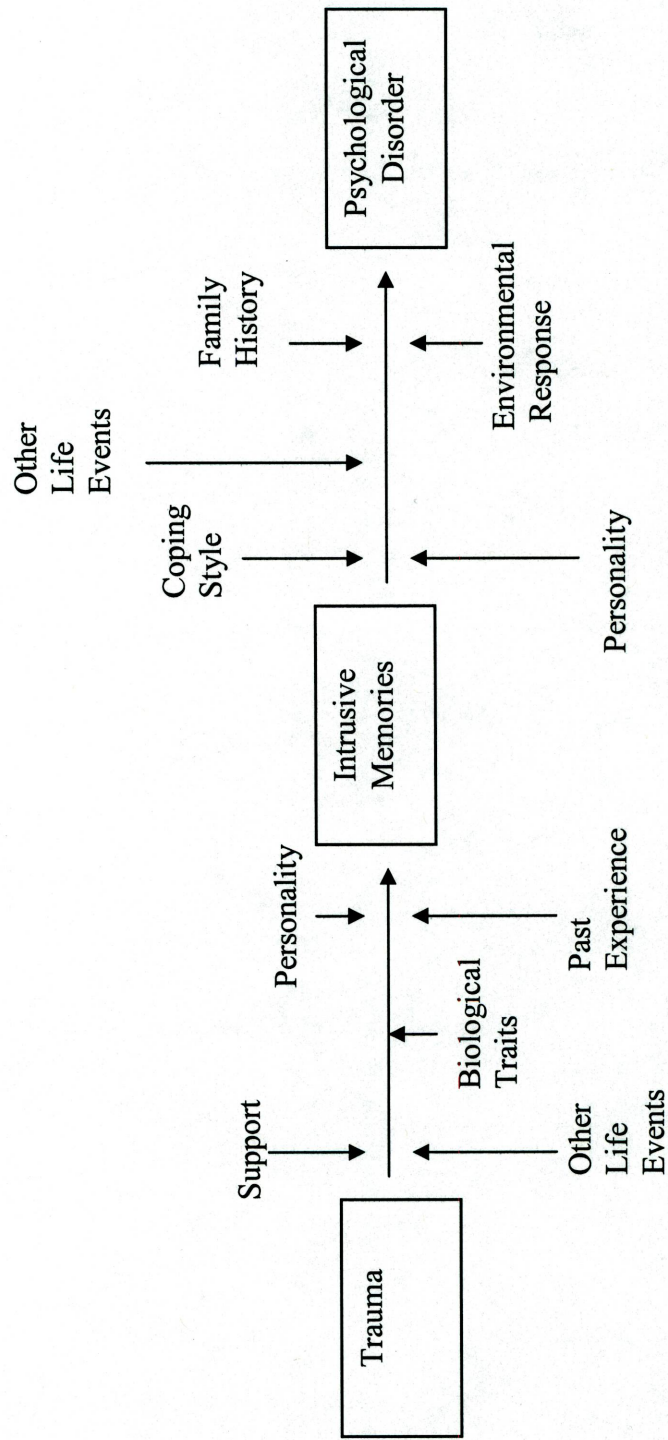 Other
Life
Events
Support
Personality
Coping
Style
Family
History
Trauma
Intrusive
Memories
Psychological
Disorder
Other
Life
Events
Biological
Traits
Past
Experience
Personality
Environmental
Response